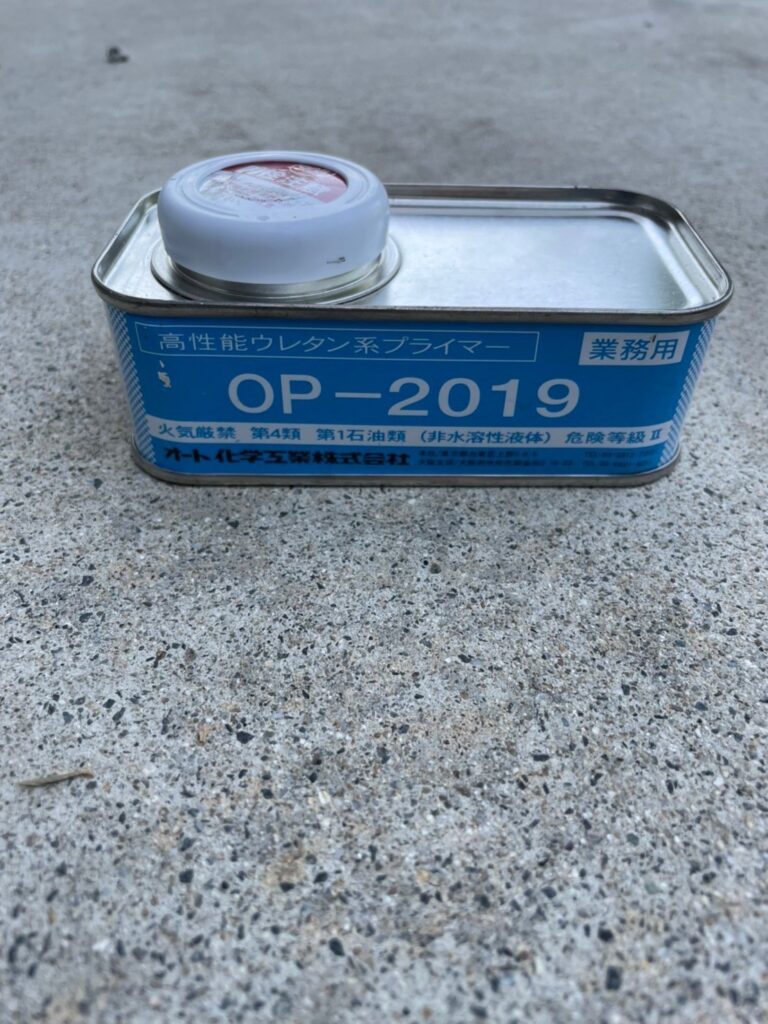 高性能ウレタン系プライマー
業務用
OP-2019
火気厳禁 第4類 第1石油類 (非水溶性液体) 危険等級Ⅱ
オート化学工業株式会社